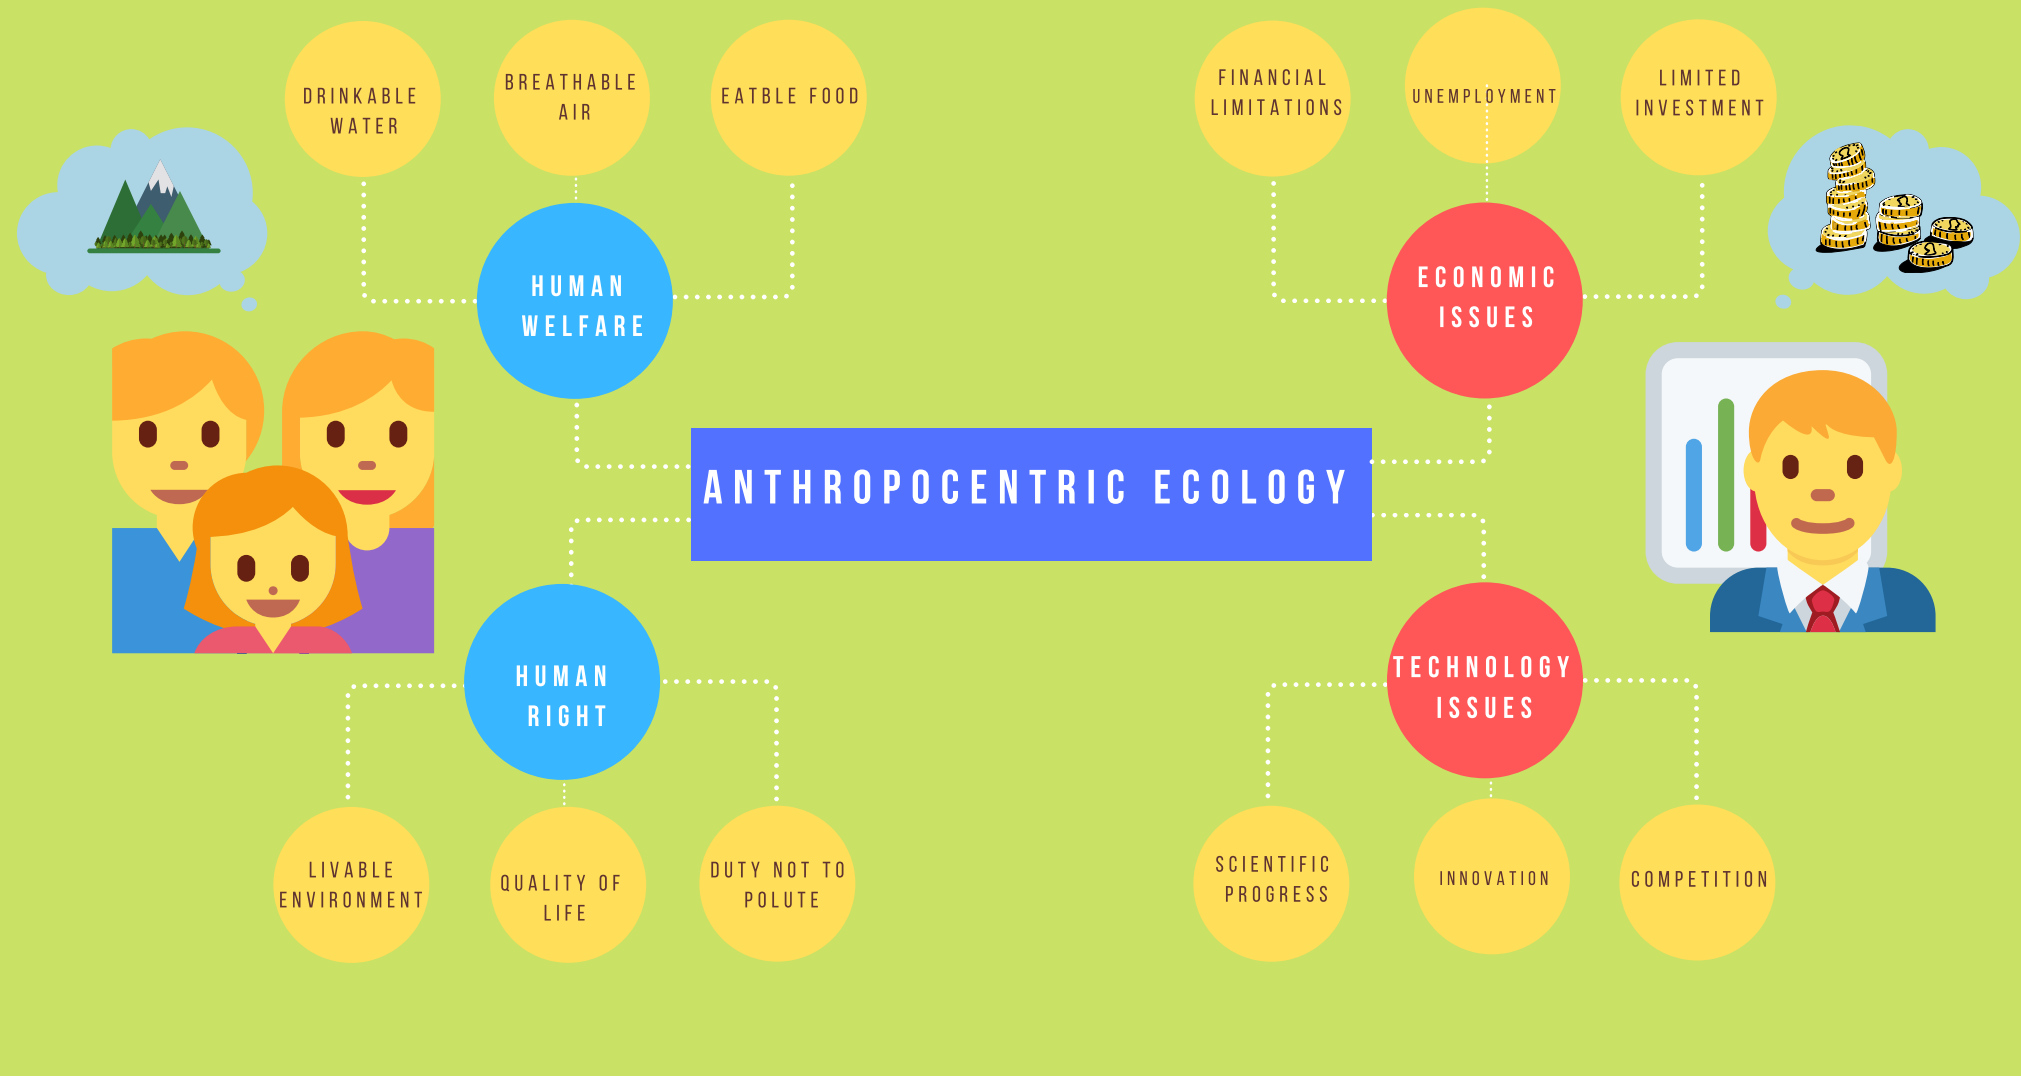 DRINKABLE
WATER
BREATHABLE
AIR
EATBLE FOOD
FINANCIAL
LIMITATIONS
UNEMPLOYMENT
LIMITED
INVESTMENT
HUMAN
WELFARE
ECONOMIC
ISSUES
ANTHROPOCENTRIC ECOLOGY
HUMAN
RIGHT
TECHNOLOGY
ISSUES
LIVABLE
ENVIRONMENT
QUALITY OF
LIFE
DUTY NOT TO
POLUTE
SCIENTIFIC
PROGRESS
INNOVATION
COMPETITION